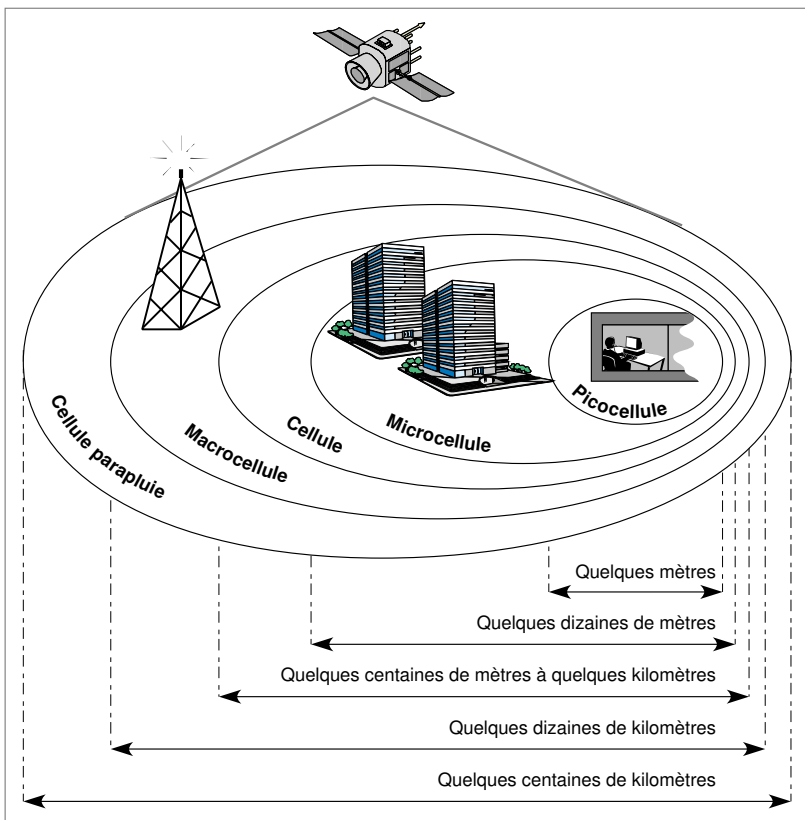 Cellule parapluie
Macrocellule
Cellule
Microcellule
Picocellule
Quelques mètres
Quelques dizaines de mètres
Quelques centaines de mètres à quelques kilomètres
Quelques dizaines de kilomètres
Quelques centaines de kilomètres